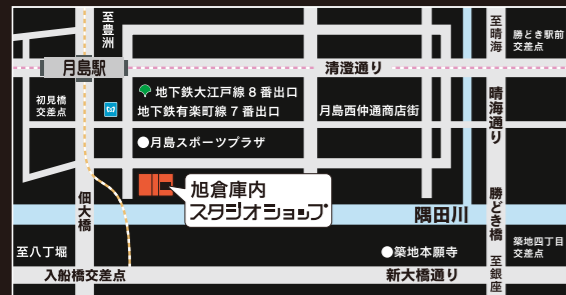 至豊洲
至晴海
勝どき駅前
交差点
月島駅
清澄通り
地下鉄大江戸線8番出口
地下鉄有楽町線7番出口
初見橋
交差点
月島西仲通商店街
晴海通り
●月島スポーツプラザ
旭倉庫内
スタジオショップ
佃大橋
勝どき橋
隅田川
至八丁堀
●築地本願寺
築地四丁目
交差点
至銀座
入船橋交差点
新大橋通り